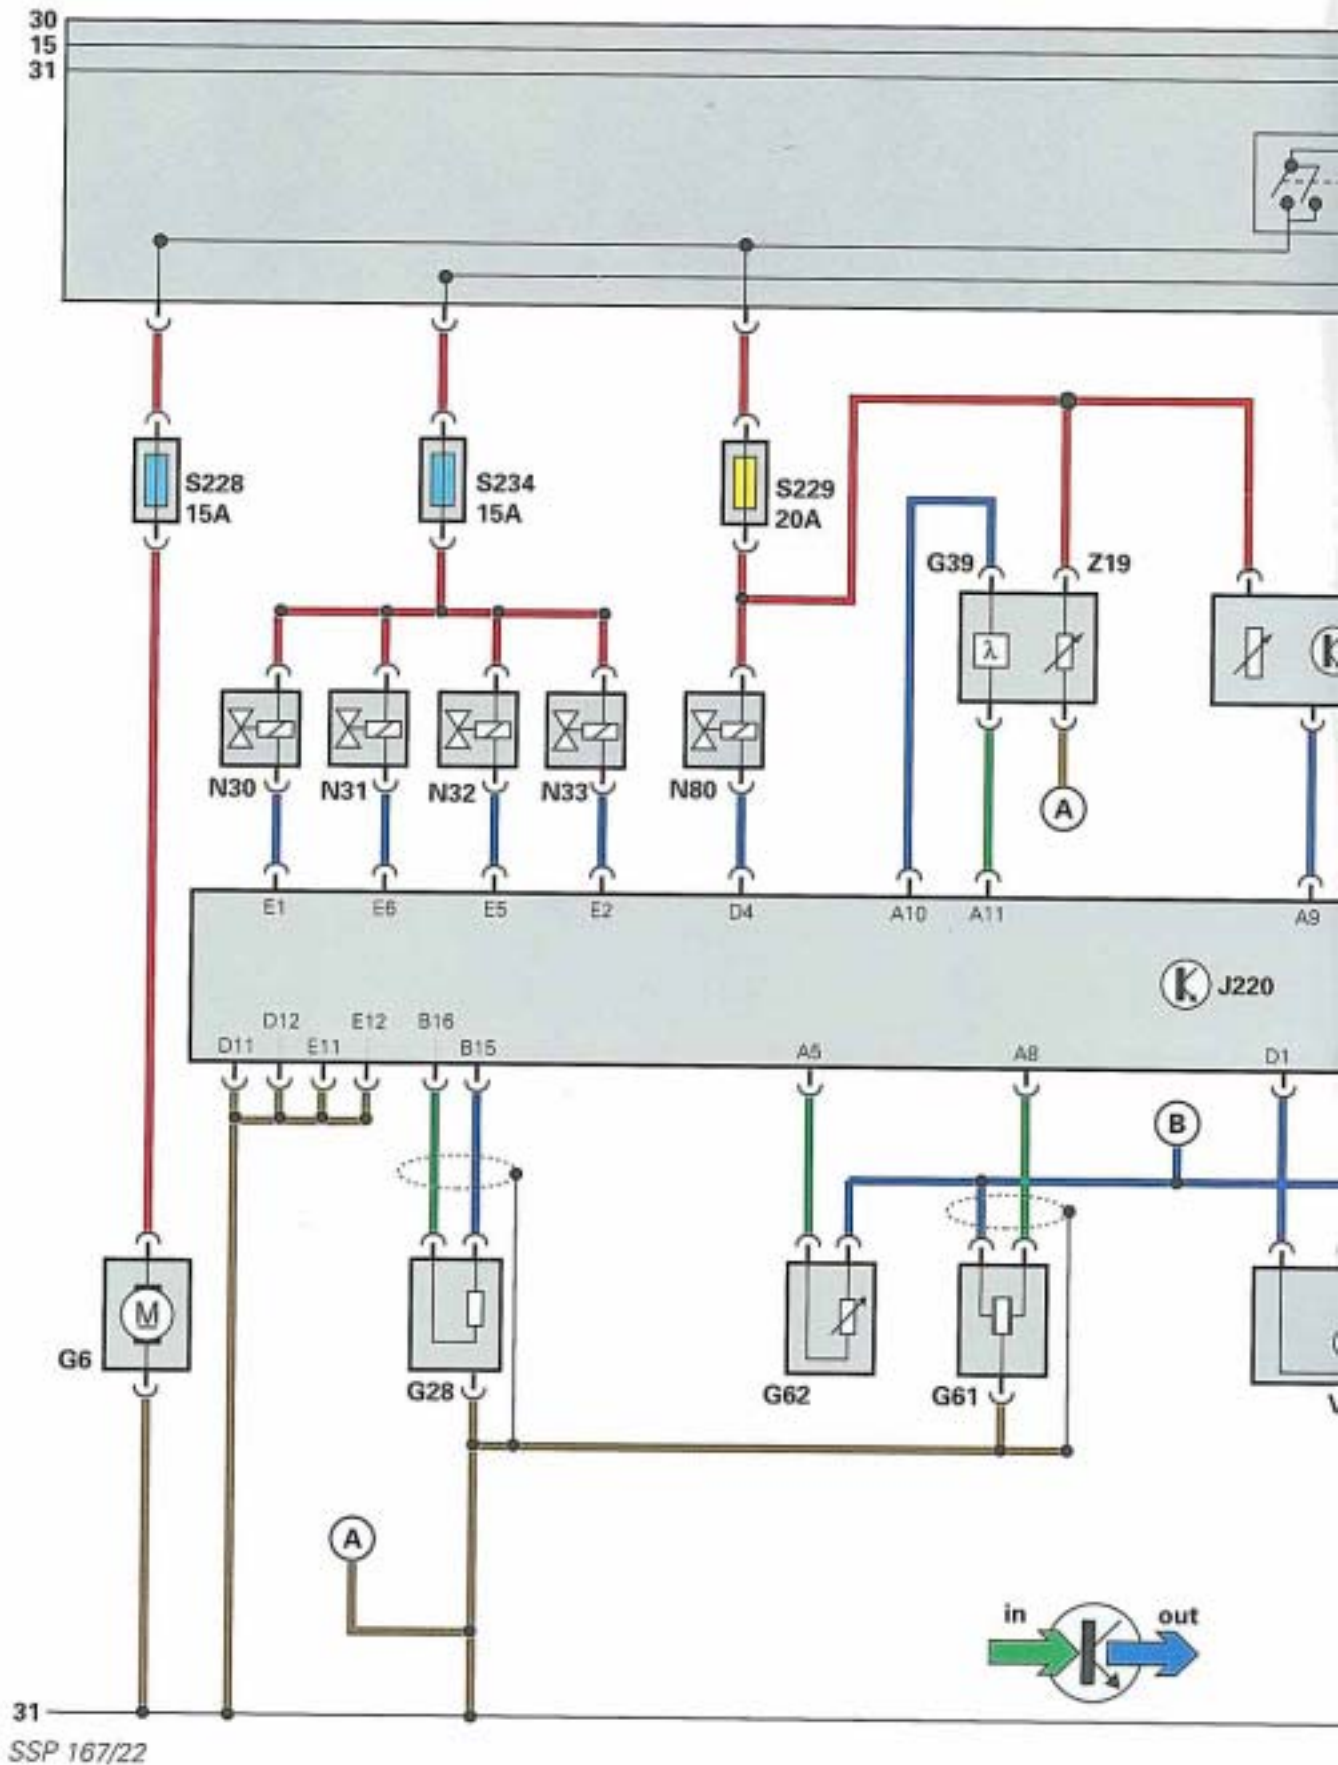 30
15
31
S228
15A
S234
15A
S229
20A
G39
Z19
λ
N30
N31
N32
N33
N80
A
E1
E6
E5
E2
D4
A10
A11
A9
J220
D11
D12
E11
E12
B16
B15
A5
A8
D1
B
M
G6
G28
G62
G61
A
in
out
31
SSP 167/22